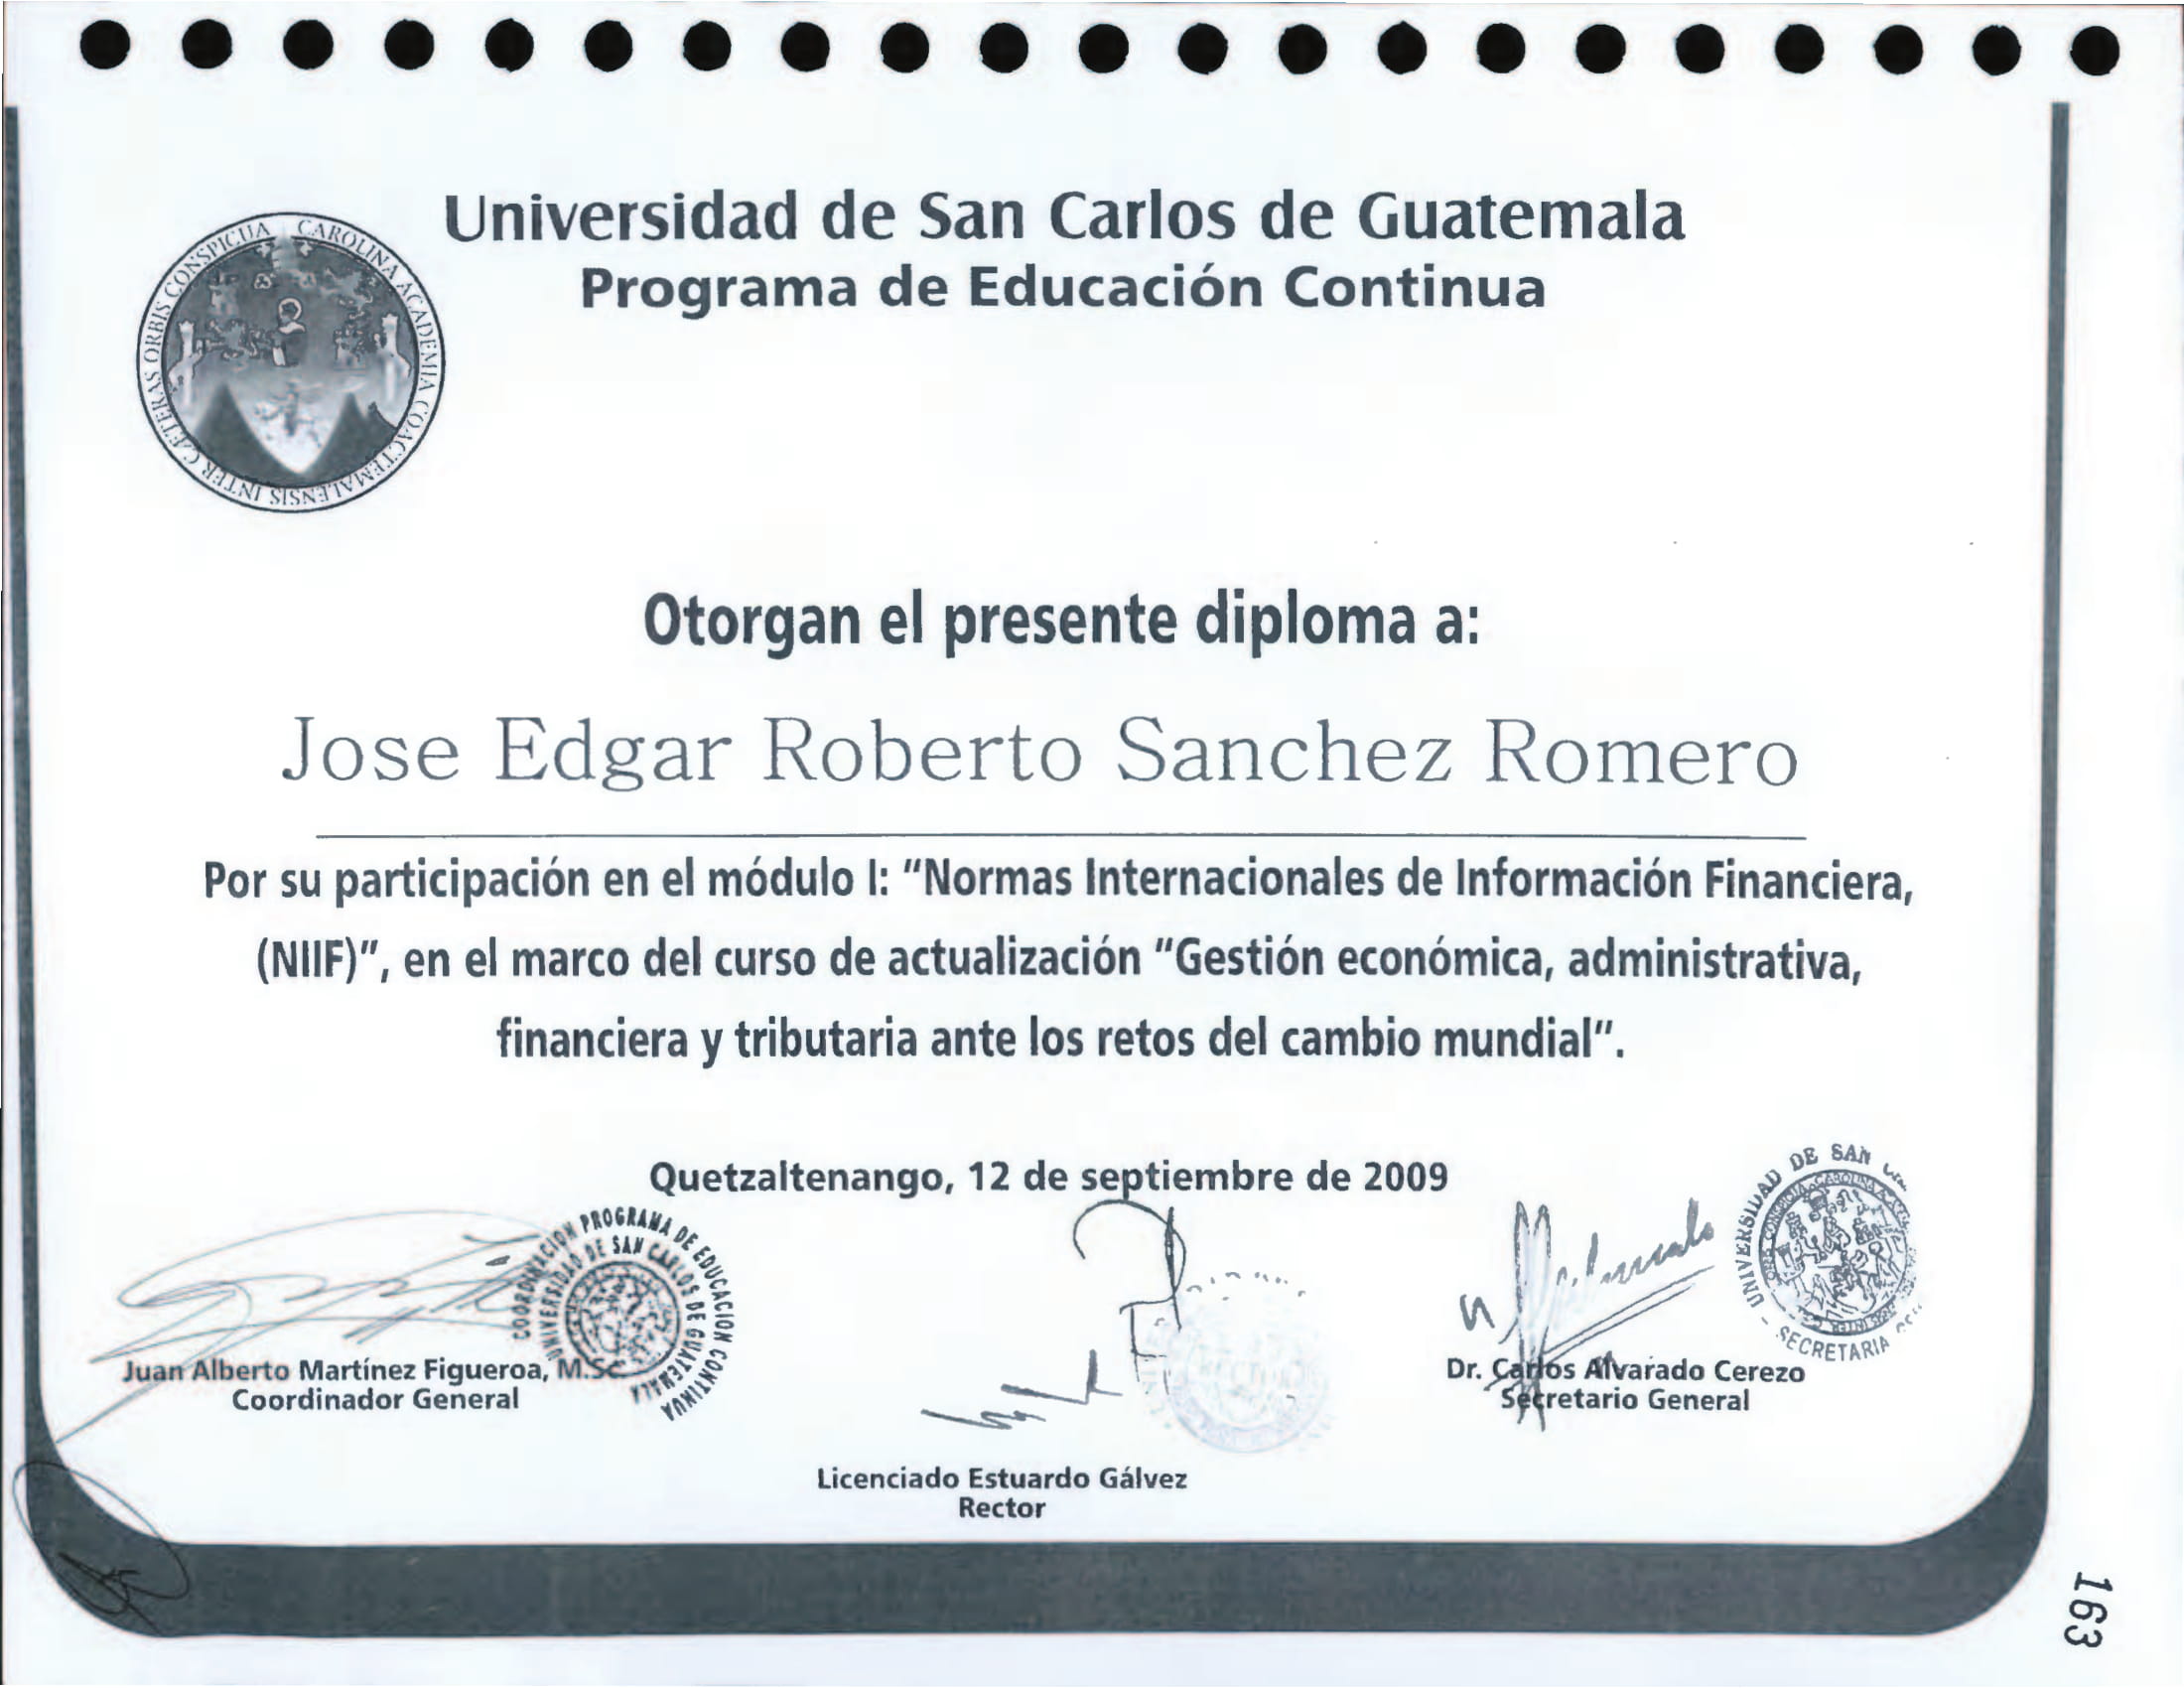 Universidad de San Carlos de Guatemala
Programa de Educación Continua
CAROLINA ACADEMIA COACTEMALENSIS INTER CÆTERAS ORBIS CONSPICUA
Otorgan el presente diploma a:
Jose Edgar Roberto Sanchez Romero
Por su participación en el módulo I: “Normas Internacionales de Información Financiera,
(NIIF)”, en el marco del curso de actualización “Gestión económica, administrativa,
financiera y tributaria ante los retos del cambio mundial”.
Quetzaltenango, 12 de septiembre de 2009
COORDINACION PROGRAMA DE EDUCACION CONTINUA
UNIVERSIDAD DE SAN CARLOS DE GUATEMALA
UNIVERSIDAD DE SAN
SECRETARIA
Juan Alberto Martínez Figueroa, M.Sc
Coordinador General
Dr. Carlos Alvarado Cerezo
Secretario General
Licenciado Estuardo Gálvez
Rector
163